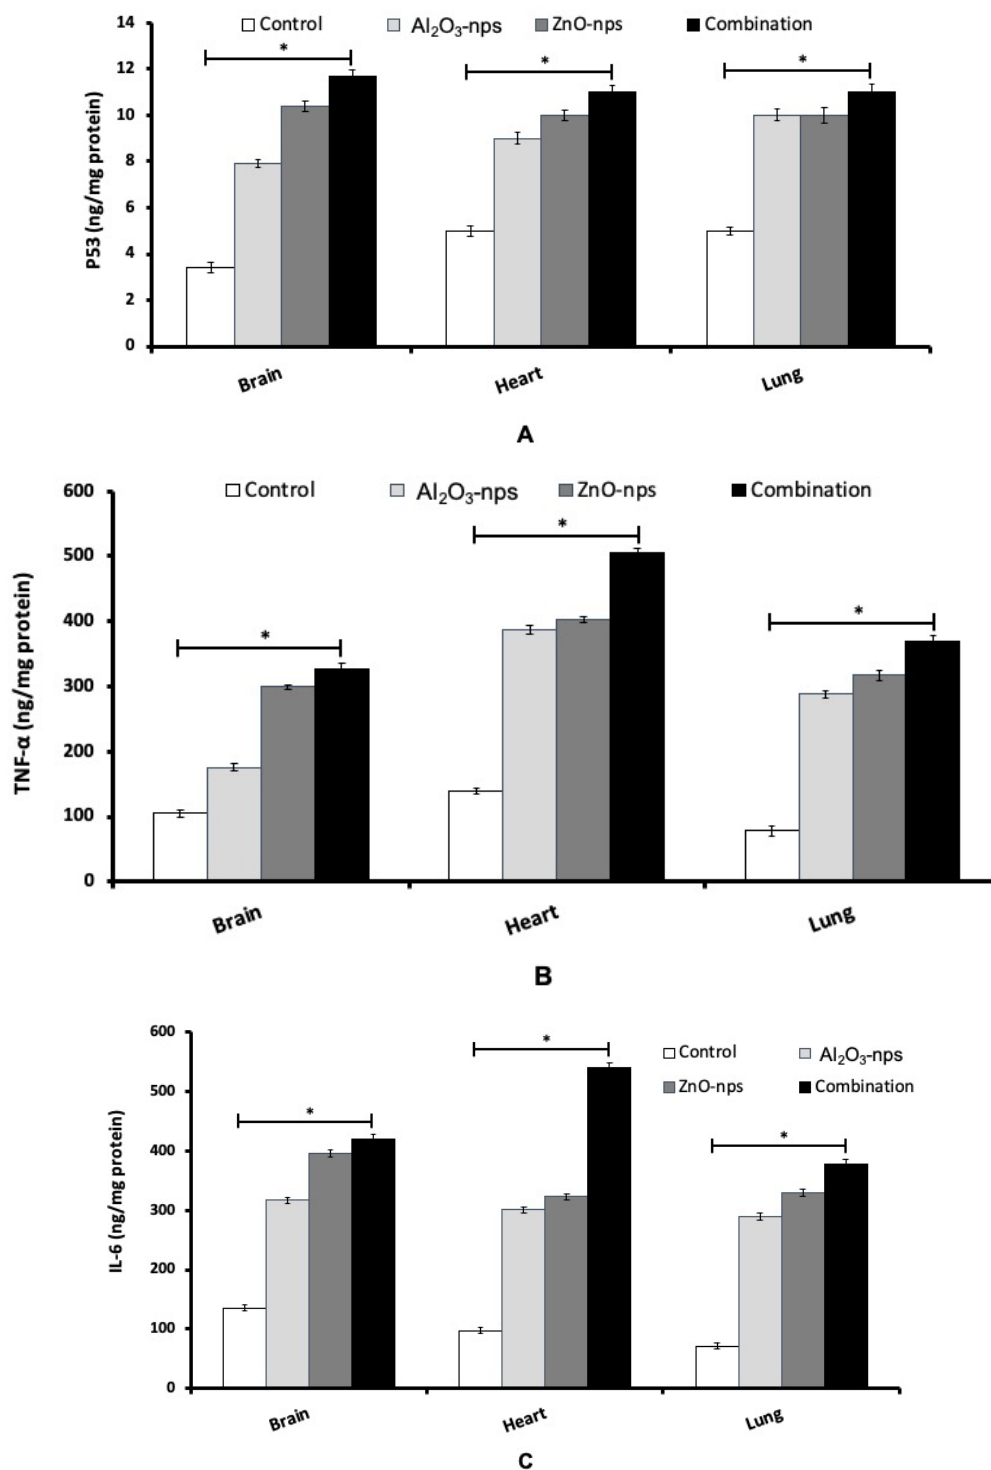 Control Al₂O₃-nps ZnO-nps Combination
14
12
10
8
6
4
2
0
P53 (ng/mg protein)
*
*
*
Brain Heart Lung
A
Control Al₂O₃-nps ZnO-nps Combination
600
500
400
300
200
100
0
TNF-α (ng/mg protein)
*
*
*
Brain Heart Lung
B
600
500
400
300
200
100
0
IL-6 (ng/mg protein)
*
*
*
Control Al₂O₃-nps
ZnO-nps Combination
Brain Heart Lung
C